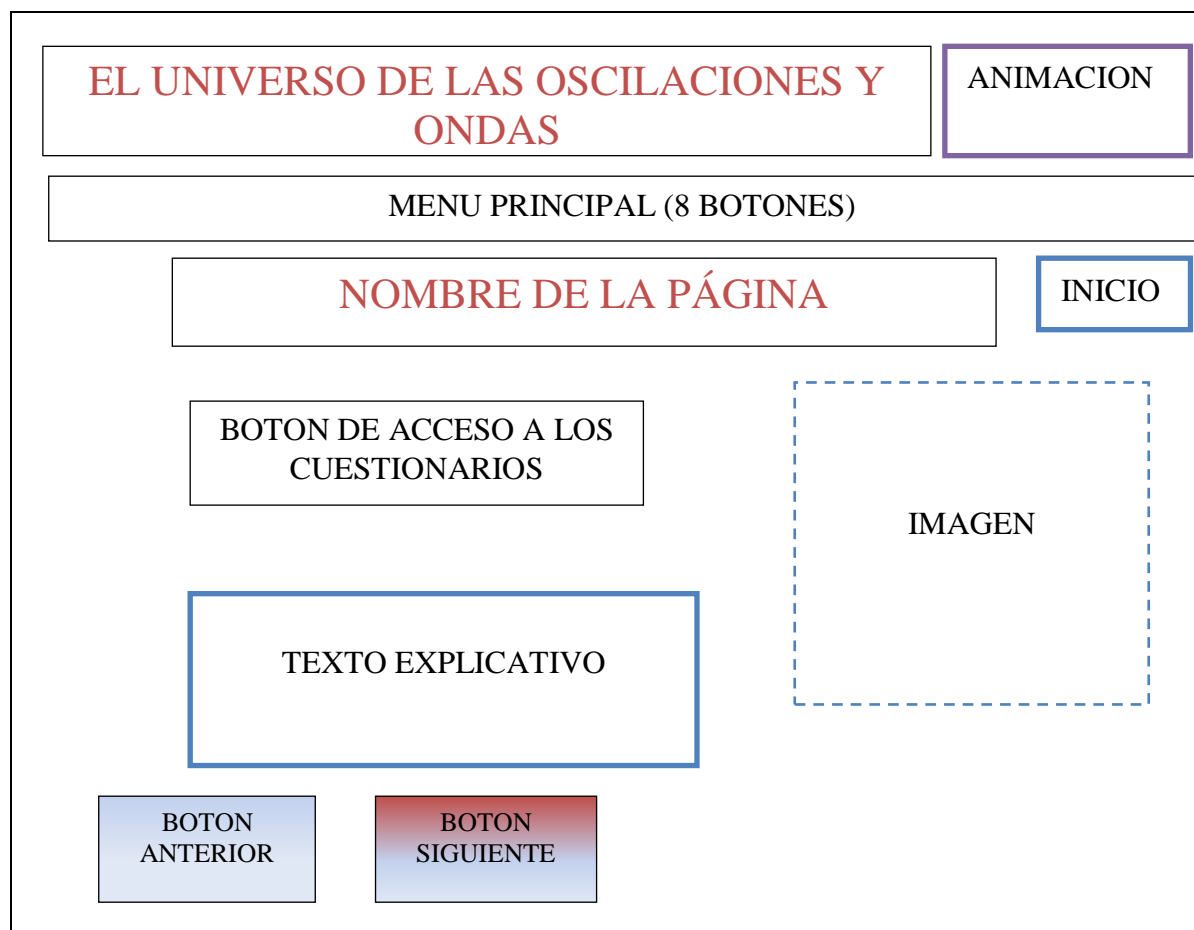 EL UNIVERSO DE LAS OSCILACIONES Y
ONDAS
ANIMACION
MENU PRINCIPAL (8 BOTONES)
NOMBRE DE LA PÁGINA
INICIO
BOTON DE ACCESO A LOS
CUESTIONARIOS
IMAGEN
TEXTO EXPLICATIVO
BOTON
ANTERIOR
BOTON
SIGUIENTE